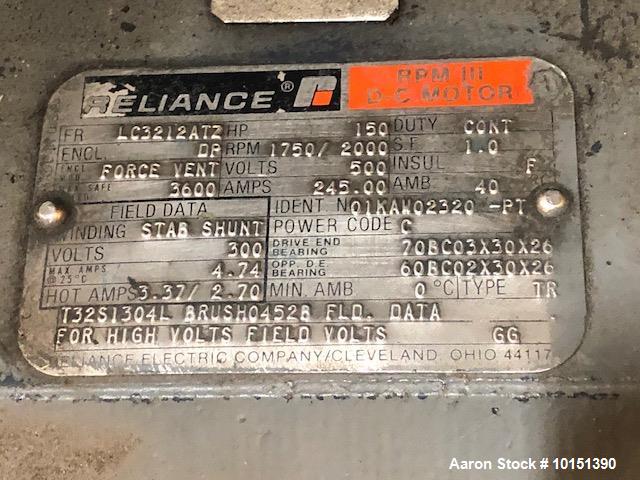 RELIANCE ® R
RPM III
D-C MOTOR
FR LC3212ATZ HP 150 DUTY CONT
ENCL. DP RPM 1750/ 2000 S.F. 1.0
FORCE VENT VOLTS 500 INSUL F
SAFE 3600 AMPS 245.00 AMB 40
FIELD DATA IDENT. NO 01KAW02320 -PT
WINDING STAB SHUNT POWER CODE C
VOLTS 300 DRIVE END BEARING 70BC03X30X26
MAX AMPS @ 25°C 4.74 OPP. D.E. BEARING 60BC02X30X26
HOT AMPS 3.37/ 2.70 MIN. AMB 0°C TYPE TR
T32S1304L BRUSH04528 FLD. DATA .
FOR HIGH VOLTS FIELD VOLTS GG
RELIANCE ELECTRIC COMPANY/CLEVELAND, OHIO 44117
Aaron Stock # 10151390